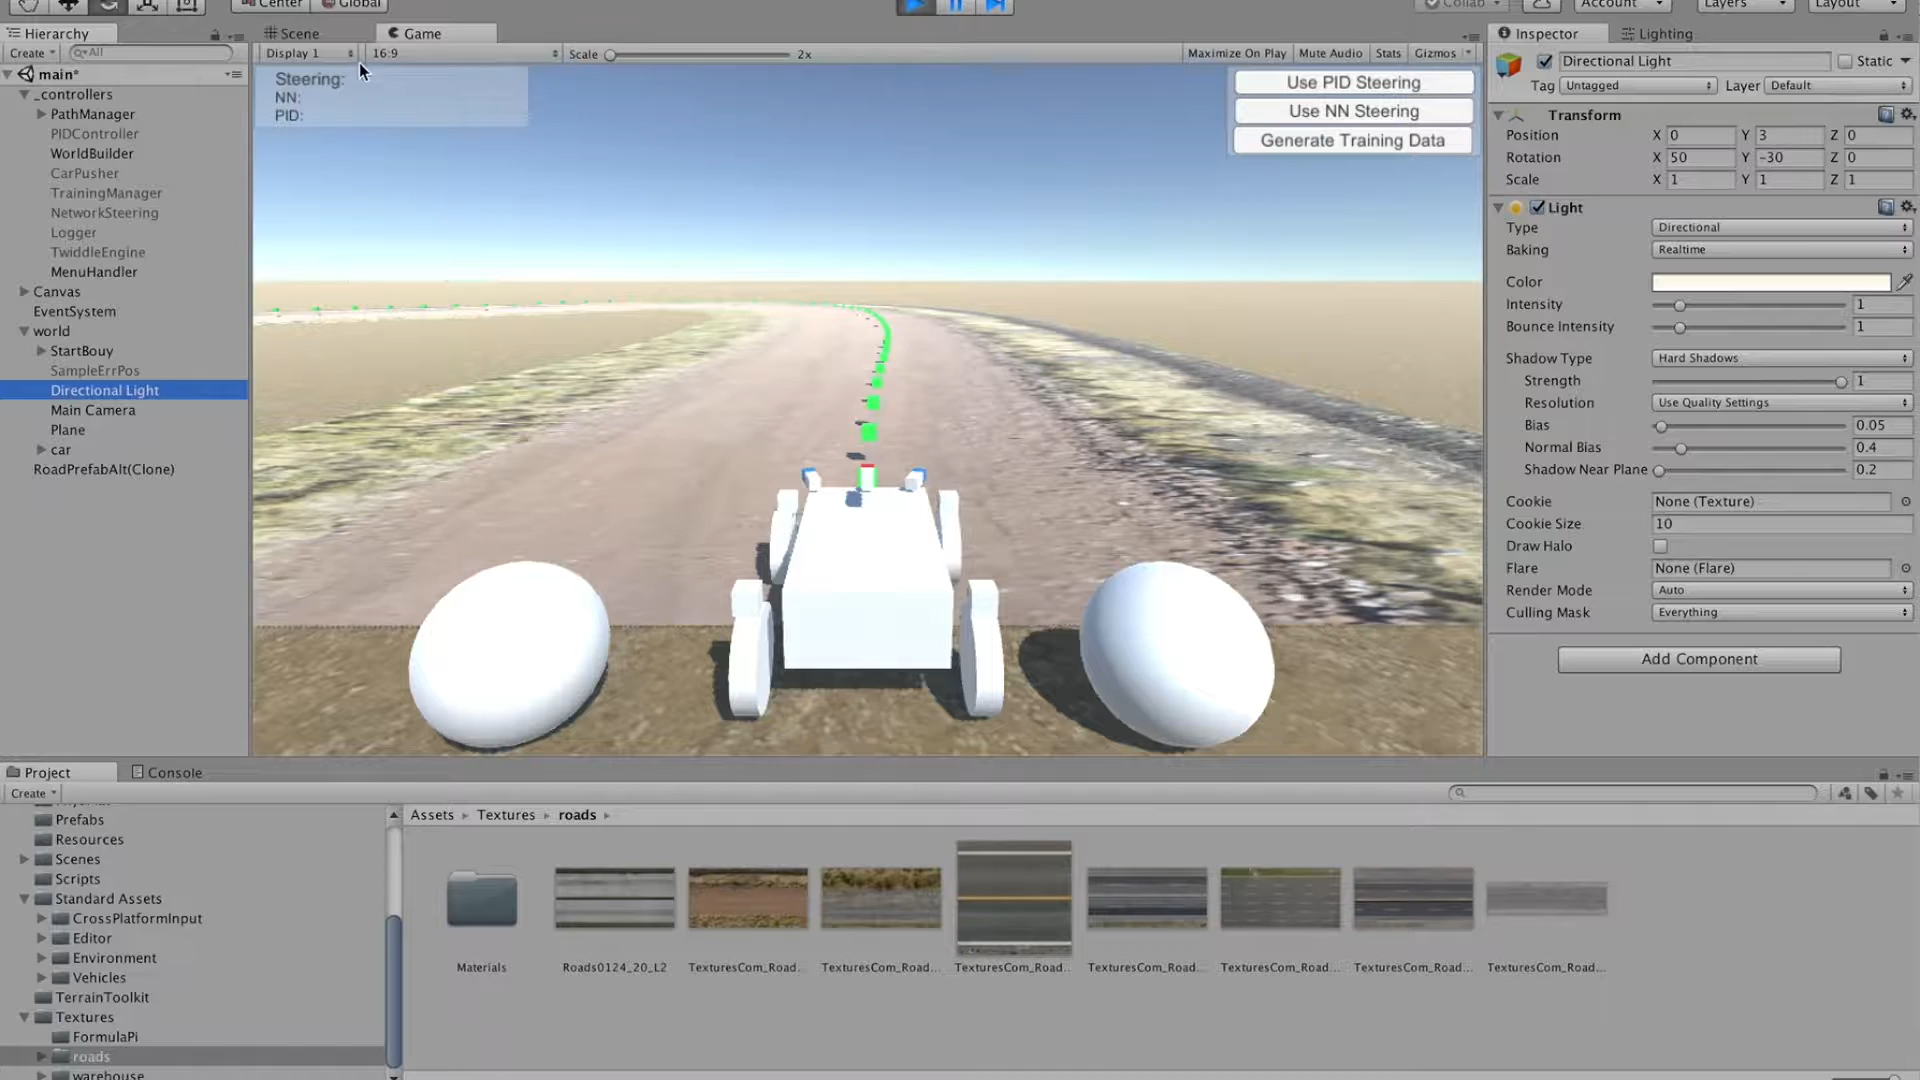 Center
Global
Collab
Account
Layers
Layout
Hierarchy
Create
All
main*
_controllers
PathManager
PIDController
WorldBuilder
CarPusher
TrainingManager
NetworkSteering
Logger
TwiddleEngine
MenuHandler
Canvas
EventSystem
world
StartBouy
SampleErrPos
Directional Light
Main Camera
Plane
car
RoadPrefabAlt(Clone)
Scene
Game
Display 1
16:9
Scale
2x
Maximize On Play
Mute Audio
Stats
Gizmos
Steering:
NN:
PID:
Use PID Steering
Use NN Steering
Generate Training Data
Inspector
Lighting
Directional Light
Static
Tag Untagged
Layer Default
Transform
Position X 0 Y 3 Z 0
Rotation X 50 Y -30 Z 0
Scale X 1 Y 1 Z 1
Light
Type Directional
Baking Realtime
Color
Intensity 1
Bounce Intensity 1
Shadow Type Hard Shadows
Strength 1
Resolution Use Quality Settings
Bias 0.05
Normal Bias 0.4
Shadow Near Plane 0.2
Cookie None (Texture)
Cookie Size 10
Draw Halo
Flare None (Flare)
Render Mode Auto
Culling Mask Everything
Add Component
Project
Console
Create
Prefabs
Resources
Scenes
Scripts
Standard Assets
CrossPlatformInput
Editor
Environment
Vehicles
TerrainToolkit
Textures
FormulaPi
roads
warehouse
Assets Textures roads
Materials
Roads0124_20_L2
TexturesCom_Road...
TexturesCom_Road...
TexturesCom_Road...
TexturesCom_Road...
TexturesCom_Road...
TexturesCom_Road...
TexturesCom_Road...